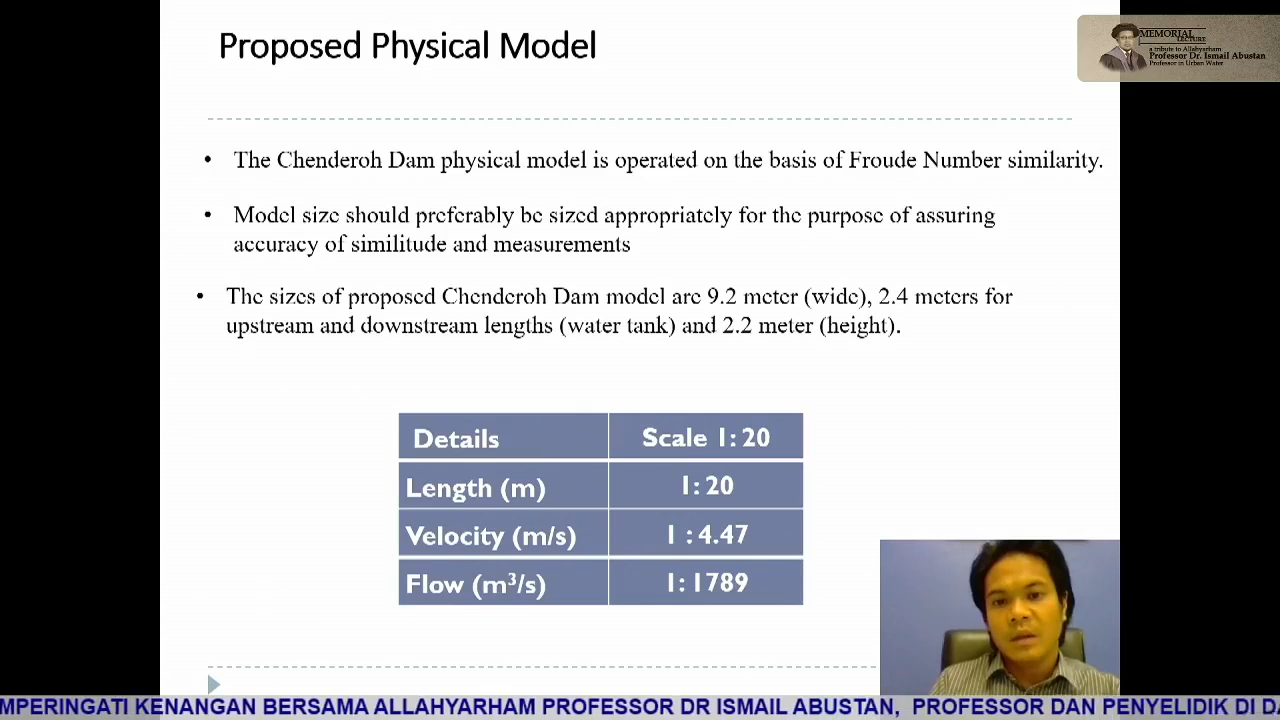 Proposed Physical Model
MEMORIAL
LECTURE
a tribute to Allahyarham
Professor Dr. Ismail Abustan
Professor in Urban Water
• The Chenderoh Dam physical model is operated on the basis of Froude Number similarity.
• Model size should preferably be sized appropriately for the purpose of assuring
accuracy of similitude and measurements
• The sizes of proposed Chenderoh Dam model are 9.2 meter (wide), 2.4 meters for
upstream and downstream lengths (water tank) and 2.2 meter (height).
Details Scale 1: 20
Length (m) 1: 20
Velocity (m/s) 1 : 4.47
Flow (m³/s) 1: 1789
MPERINGATI KENANGAN BERSAMA ALLAHYARHAM PROFESSOR DR ISMAIL ABUSTAN, PROFESSOR DAN PENYELIDIK DI DA